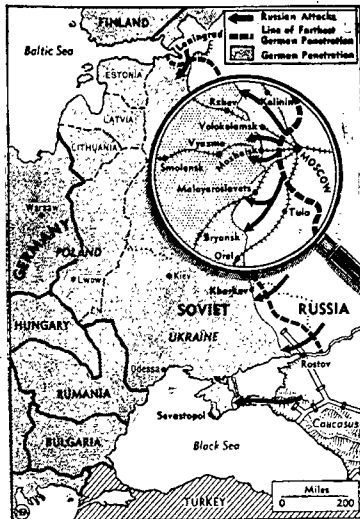 FINLAND
Russian Attacks
Line of Farthest
German Penetration
German Penetration
Baltic Sea
Leningrad
ESTONIA
LATVIA
LITHUANIA
Rzhev
Kalinin
Volokolamsk
Vyazma
Mozhaisk
MOSCOW
Smolensk
Maloyaroslavets
Tula
Bryansk
Orel
Warsaw
GERMANY
POLAND
Lwow
Kiev
Kharkov
SOVIET
RUSSIA
UKRAINE
HUNGARY
Odessa
Rostov
RUMANIA
Sevastopol
Caucasus
BULGARIA
Black Sea
Miles
0 200
TURKEY